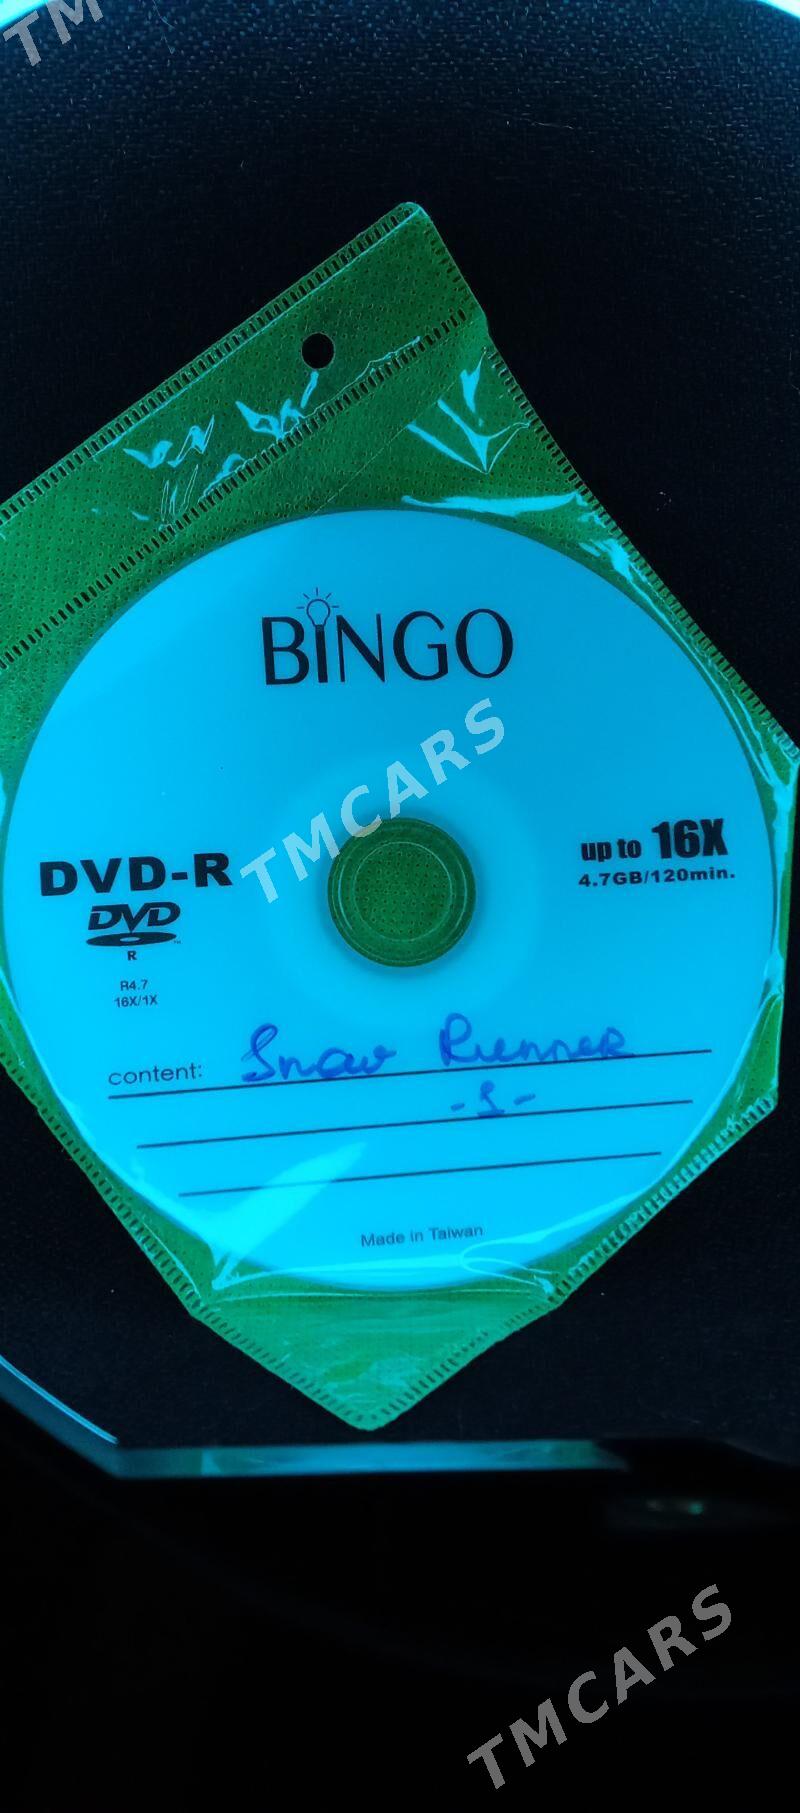 TM
BINGO
TMCARS
DVD-R
up to 16X
4.7GB/120min.
DVD
R
R4.7
16X/1X
content: Snow Runner
-1-
Made in Taiwan
TMCARS